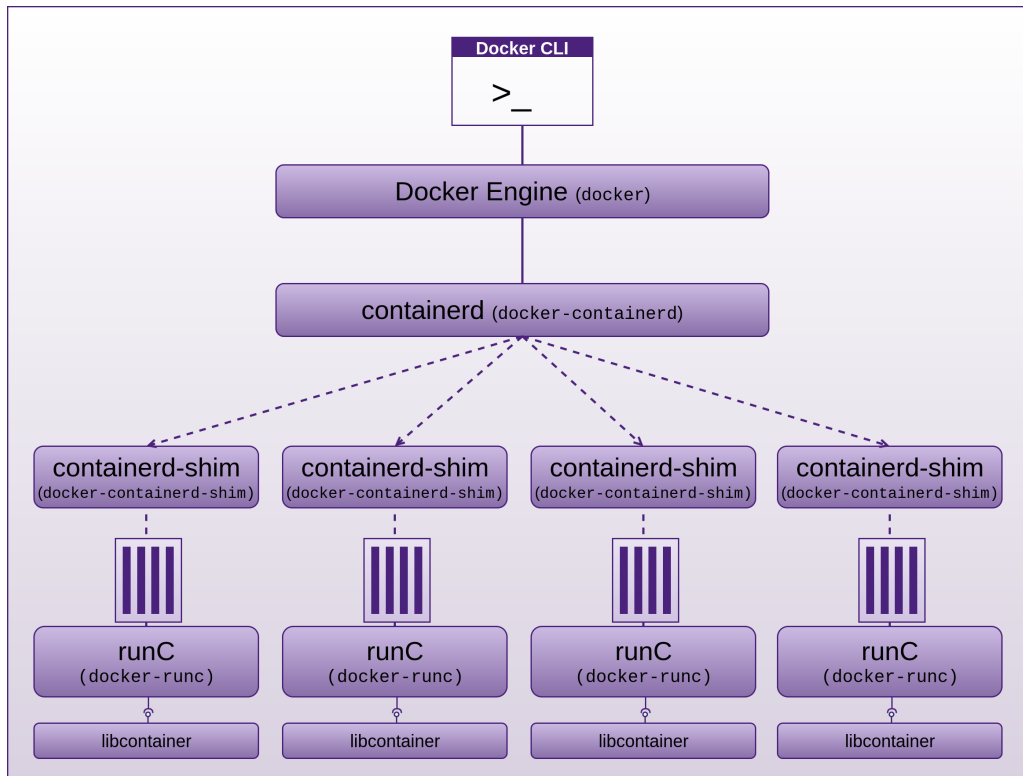 Docker CLI
>_
Docker Engine (docker)
containerd (docker-containerd)
containerd-shim containerd-shim containerd-shim containerd-shim
(docker-containerd-shim) (docker-containerd-shim) (docker-containerd-shim) (docker-containerd-shim)
runC runC runC runC
(docker-runc) (docker-runc) (docker-runc) (docker-runc)
libcontainer libcontainer libcontainer libcontainer